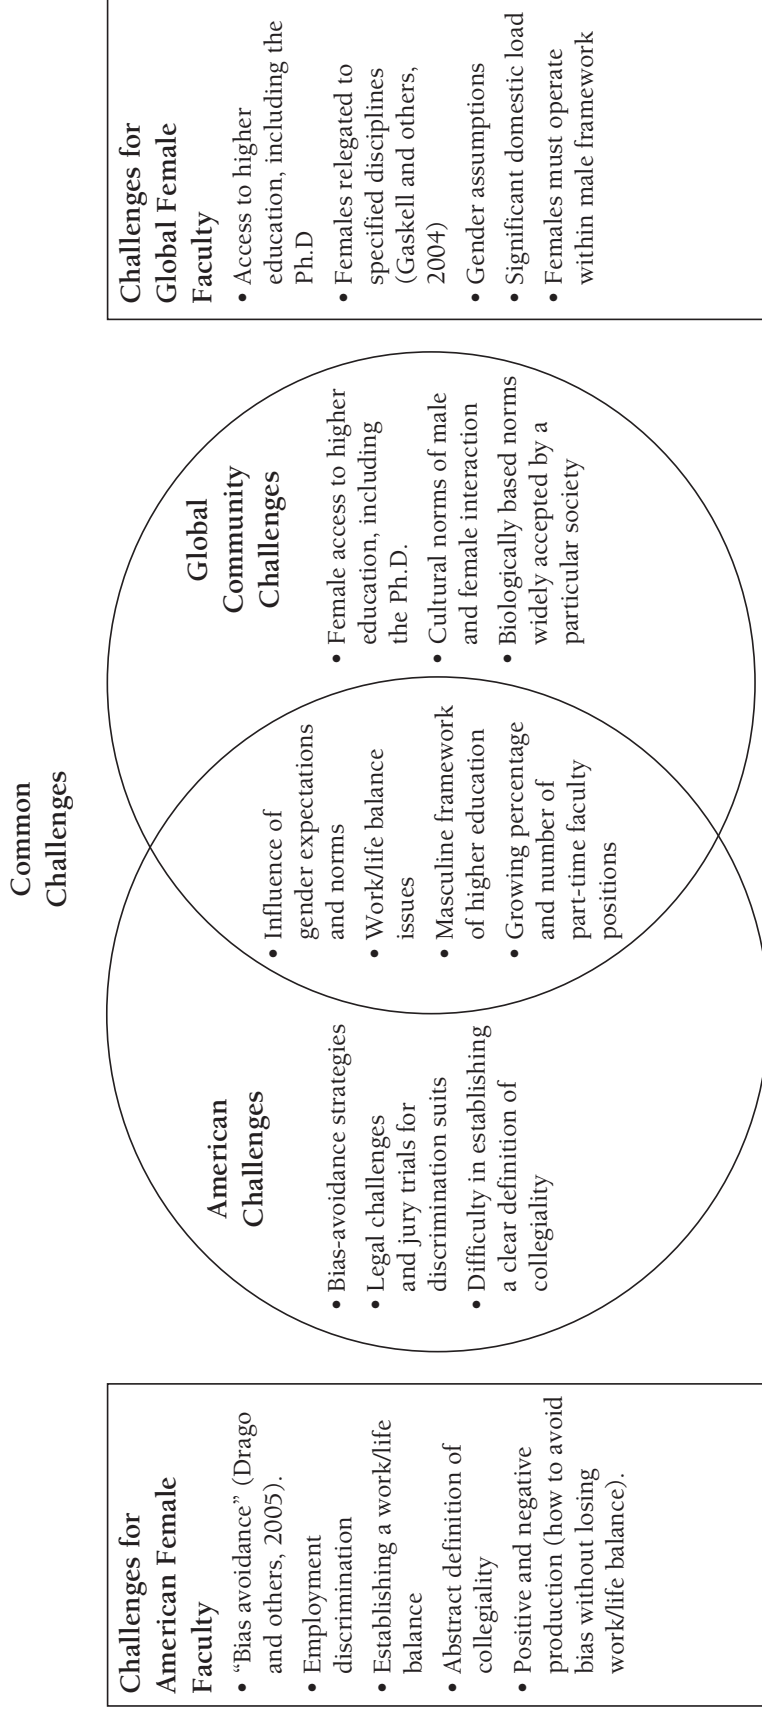 Common
Challenges
Challenges for
American Female
Faculty
• “Bias avoidance” (Drago
and others, 2005).
• Employment
discrimination
• Establishing a work/life
balance
• Abstract definition of
collegiality
• Positive and negative
production (how to avoid
bias without losing
work/life balance).
American
Challenges
• Bias-avoidance strategies
• Legal challenges
and jury trials for
discrimination suits
• Difficulty in establishing
a clear definition of
collegiality
• Influence of
gender expectations
and norms
• Work/life balance
issues
• Masculine framework
of higher education
• Growing percentage
and number of
part-time faculty
positions
Global
Community
Challenges
• Female access to higher
education, including
the Ph.D.
• Cultural norms of male
and female interaction
• Biologically based norms
widely accepted by a
particular society
Challenges for
Global Female
Faculty
• Access to higher
education, including the
Ph.D
• Females relegated to
specified disciplines
(Gaskell and others,
2004)
• Gender assumptions
• Significant domestic load
• Females must operate
within male framework